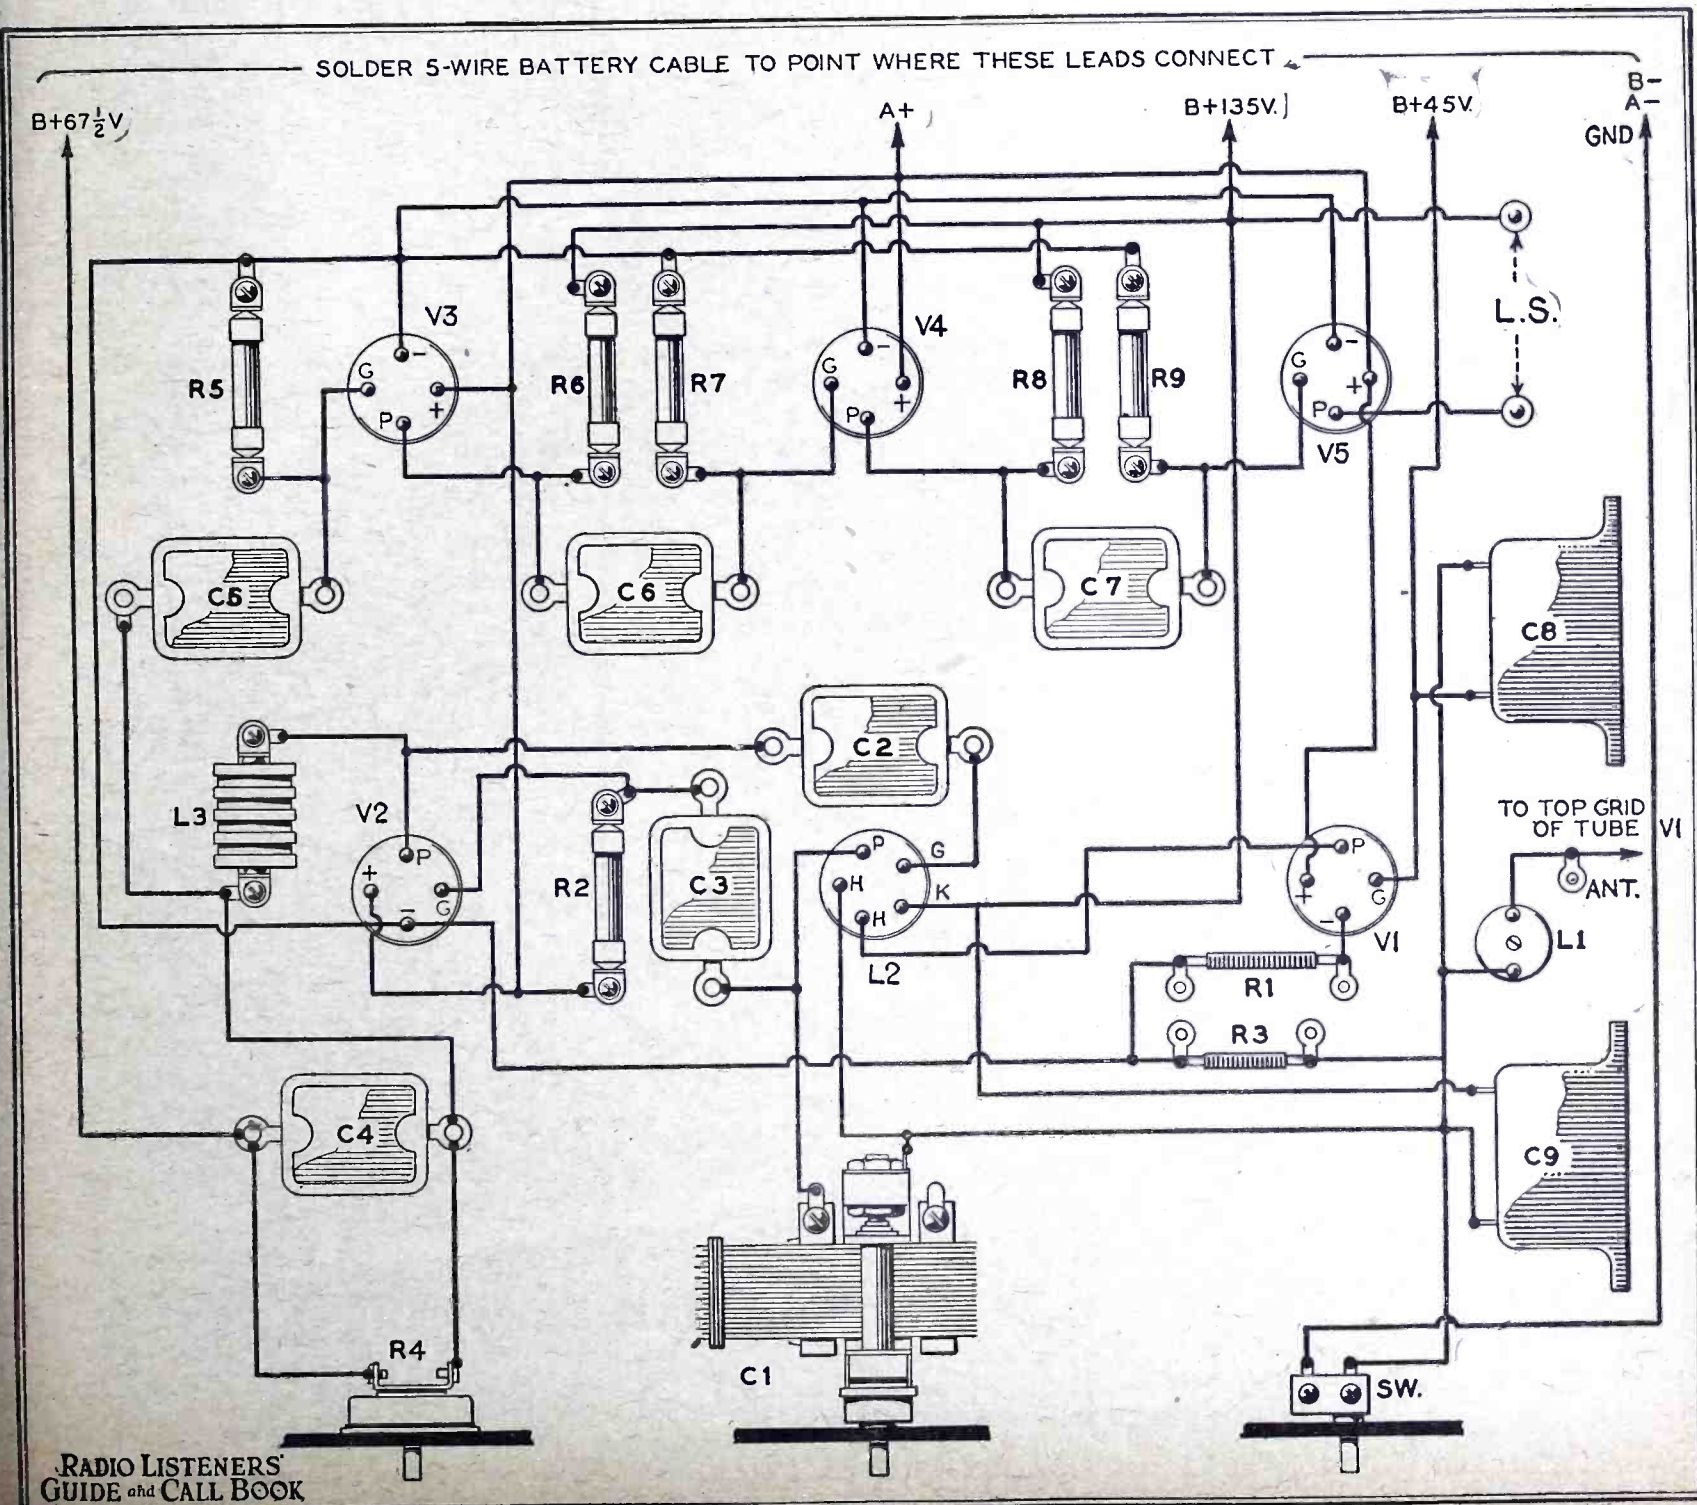 SOLDER 5-WIRE BATTERY CABLE TO POINT WHERE THESE LEADS CONNECT
B-
A-
GND
B+67½V
A+
B+135V.
B+45V.
L.S.
V3
V4
V5
G
-
+
P
G
-
+
P
G
-
+
P
R5
R6
R7
R8
R9
C5
C6
C7
C8
C2
L3
V2
+
P
G
-
R2
C3
P
G
H
K
H
L2
P
+
G
-
V1
TO TOP GRID
OF TUBE
V1
ANT.
L1
R1
R3
C4
C9
R4
C1
SW.
RADIO LISTENERS'
GUIDE and CALL BOOK